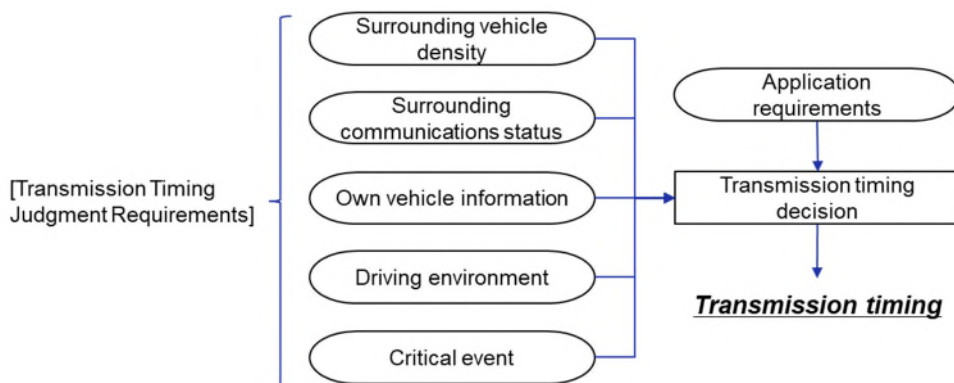 [Transmission Timing
Judgment Requirements]
Surrounding vehicle
density
Surrounding
communications status
Own vehicle information
Driving environment
Critical event
Application
requirements
Transmission timing
decision
Transmission timing